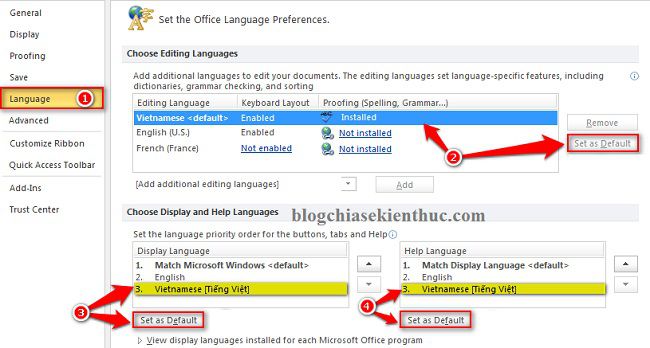 General
Display
Proofing
Save
Language 1
Advanced
Customize Ribbon
Quick Access Toolbar
Add-Ins
Trust Center
Set the Office Language Preferences.
Choose Editing Languages
Add additional languages to edit your documents. The editing languages set language-specific features, including
dictionaries, grammar checking, and sorting
Editing Language Keyboard Layout Proofing (Spelling, Grammar...)
Vietnamese <default> Enabled Installed
English (U.S.) Enabled Not installed
French (France) Not enabled Not installed
Remove
2 Set as Default
[Add additional editing languages] Add
Choose Display and Help Languages
blogchiasekienthuc.com
Set the language priority order for the buttons, tabs and Help
Display Language
1. Match Microsoft Windows <default>
2. English
3. Vietnamese [Tiếng Việt]
3 Set as Default
Help Language
1. Match Display Language <default>
2. English
3. Vietnamese [Tiếng Việt]
4 Set as Default
View display languages installed for each Microsoft Office program